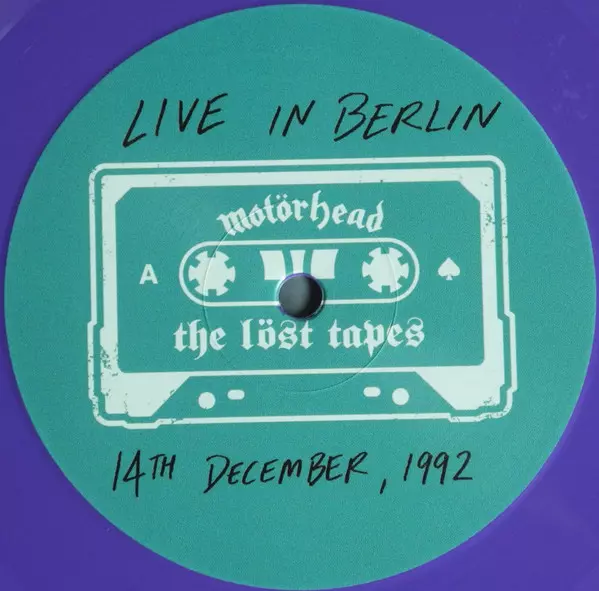 LIVE IN BERLIN
motörhead
A
the löst tapes
14TH DECEMBER, 1992